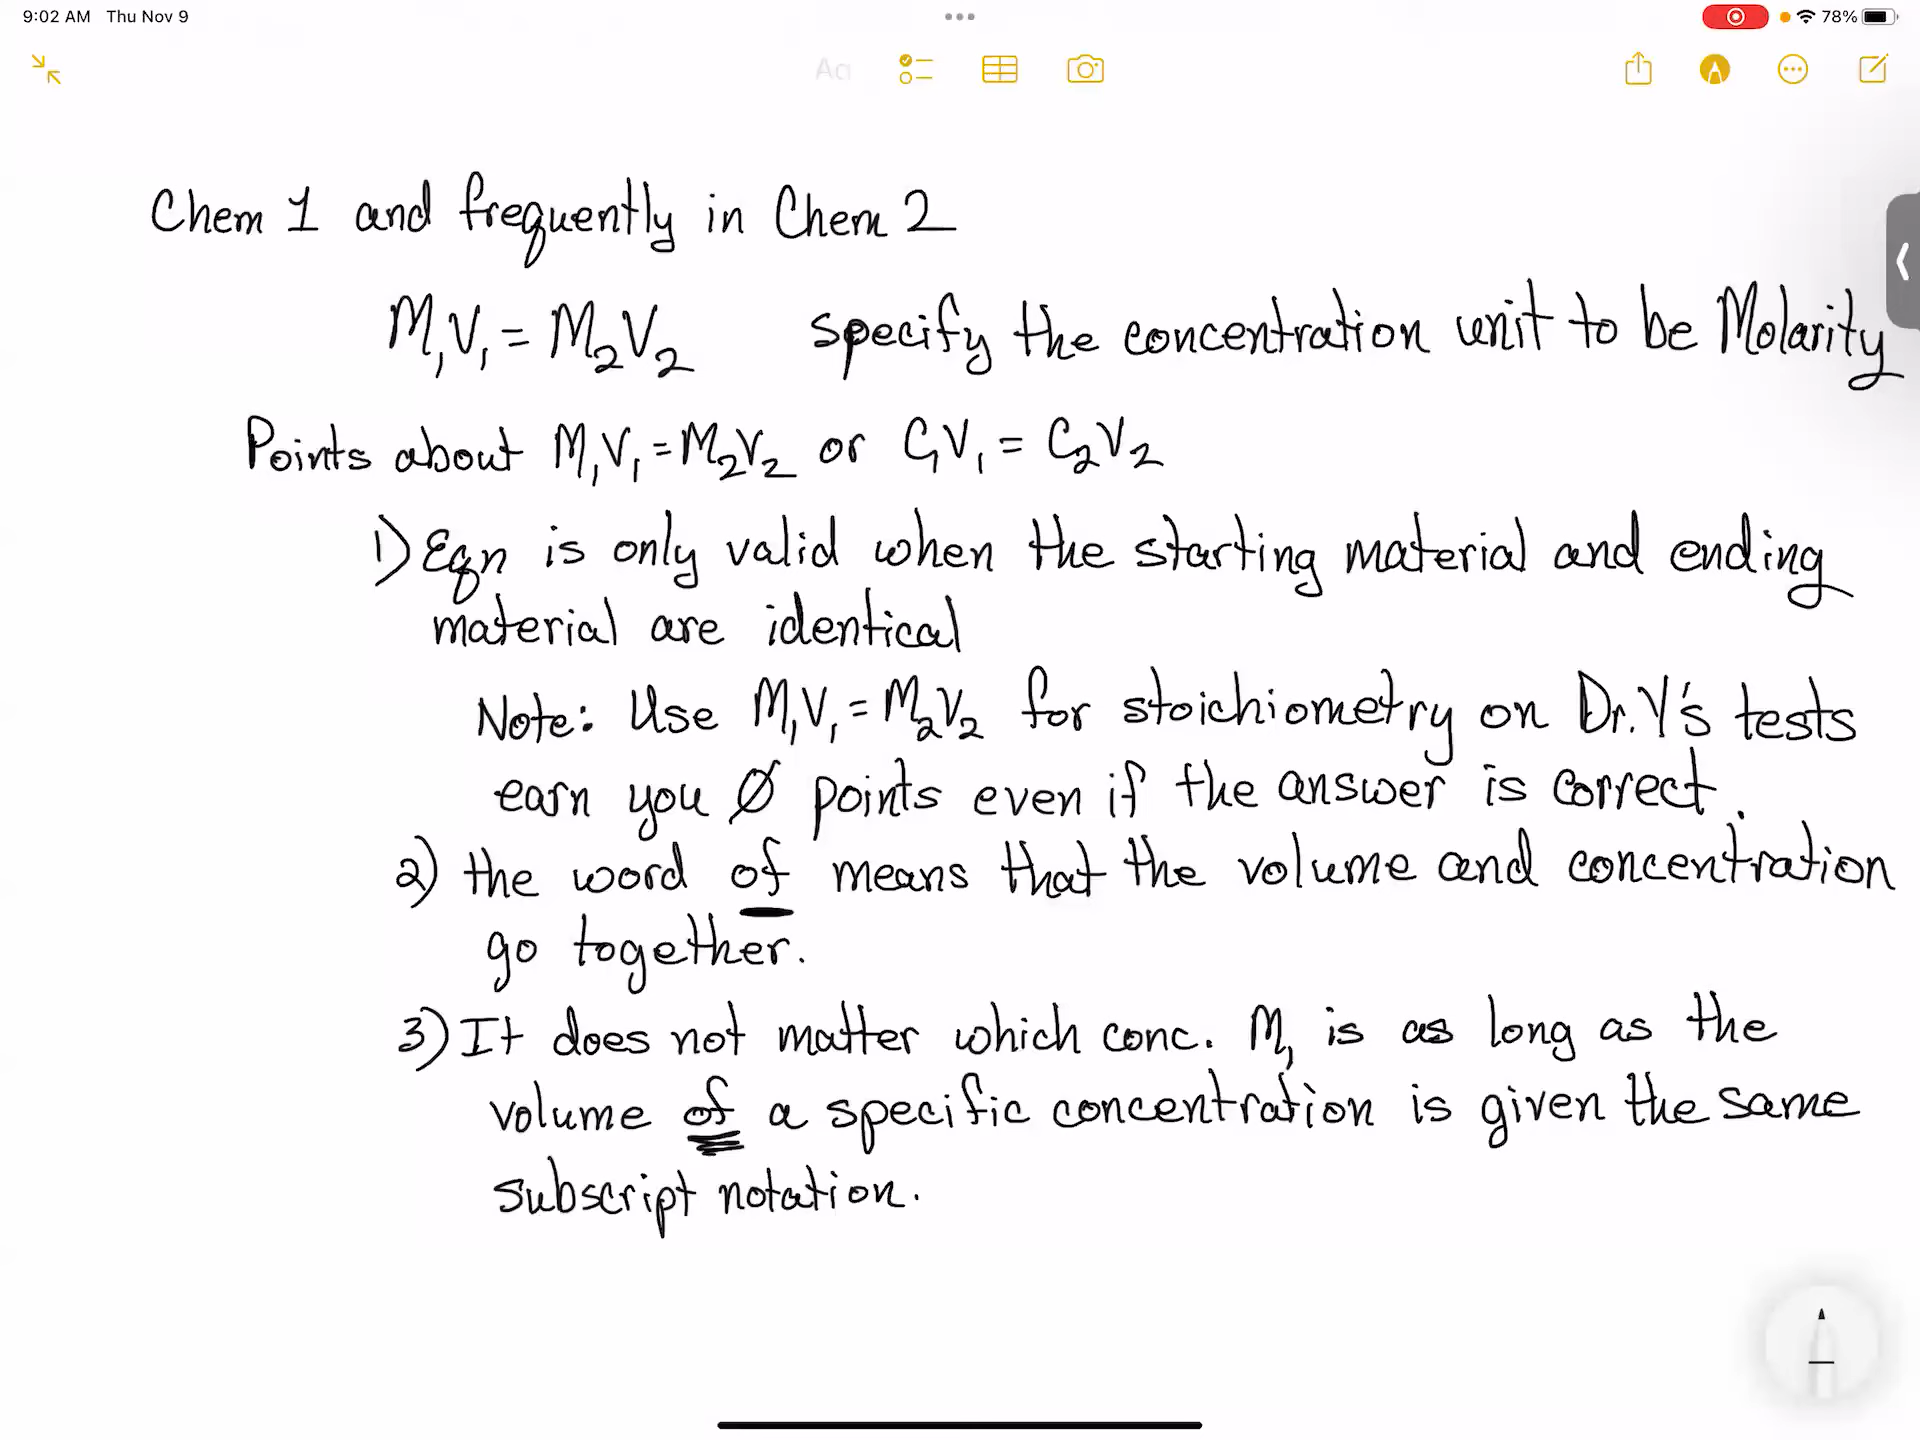 9:02 AM Thu Nov 9
78%
Aa
Chem 1 and frequently in Chem 2
M₁V₁ = M₂V₂ specify the concentration unit to be Molarity
Points about M₁V₁ = M₂V₂ or C₁V₁ = C₂V₂
1) Eqn is only valid when the starting material and ending
material are identical
Note: Use M₁V₁ = M₂V₂ for stoichiometry on Dr. Y's tests
earn you Ø points even if the answer is correct.
2) the word of means that the volume and concentration
go together.
3) It does not matter which conc. M₁ is as long as the
volume of a specific concentration is given the same
subscript notation.